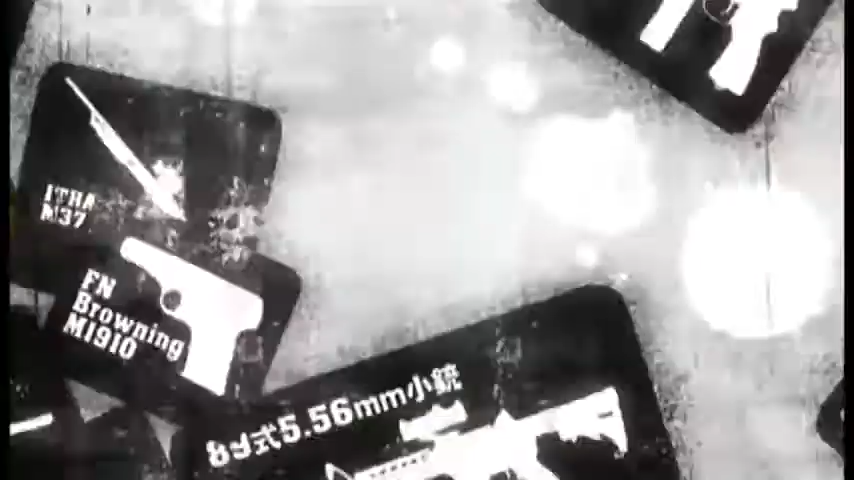 ITHA
M37
FN
Browning
M1910
89式5.56mm小銃